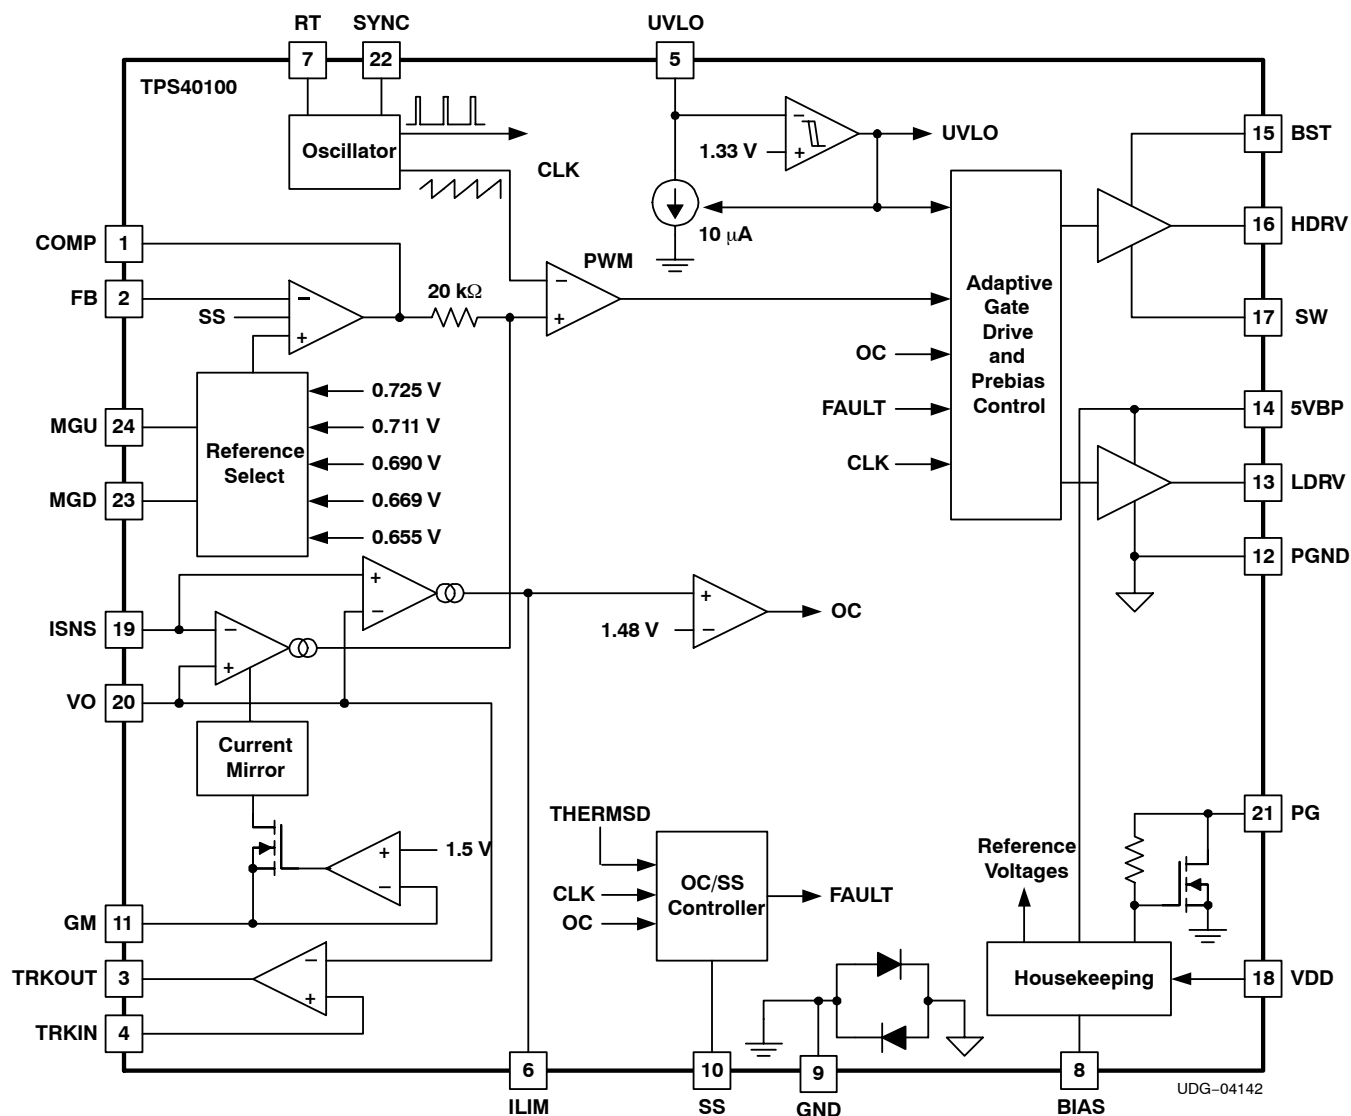 RT SYNC UVLO
7 22 5
TPS40100
Oscillator
CLK
1.33 V
−
+
UVLO
10 μA
15 BST
16 HDRV
17 SW
COMP 1
FB 2
SS
−
+
20 kΩ
PWM
−
+
Adaptive
Gate
Drive
and
Prebias
Control
OC
FAULT
CLK
14 5VBP
13 LDRV
12 PGND
MGU 24
MGD 23
Reference
Select
0.725 V
0.711 V
0.690 V
0.669 V
0.655 V
ISNS 19
VO 20
+
−
−
+
1.48 V
+
−
OC
Current
Mirror
1.5 V
+
−
GM 11
TRKOUT 3
TRKIN 4
−
+
THERMSD
CLK
OC
OC/SS
Controller
FAULT
Reference
Voltages
Housekeeping
21 PG
18 VDD
6 10 9 8
ILIM SS GND BIAS
UDG−04142